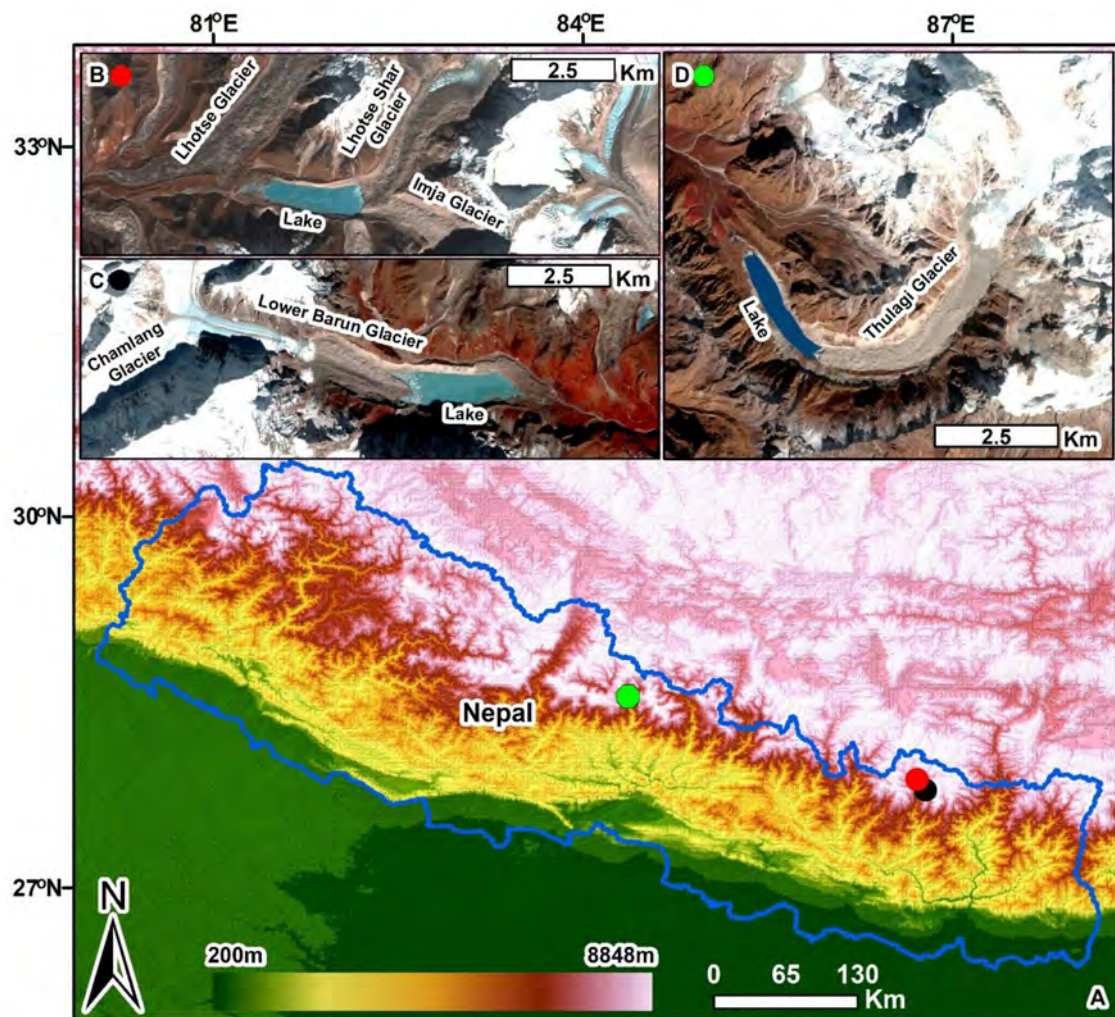 81°E
84°E
87°E
33°N
30°N
27°N
B
Lhotse Glacier
Lhotse Shar
Glacier
2.5
Km
Imja Glacier
Lake
C
2.5
Km
Chamlang
Glacier
Lower Barun Glacier
Lake
D
Lake
Thulagi Glacier
2.5
Km
Nepal
N
200m
8848m
0
65
130
Km
A